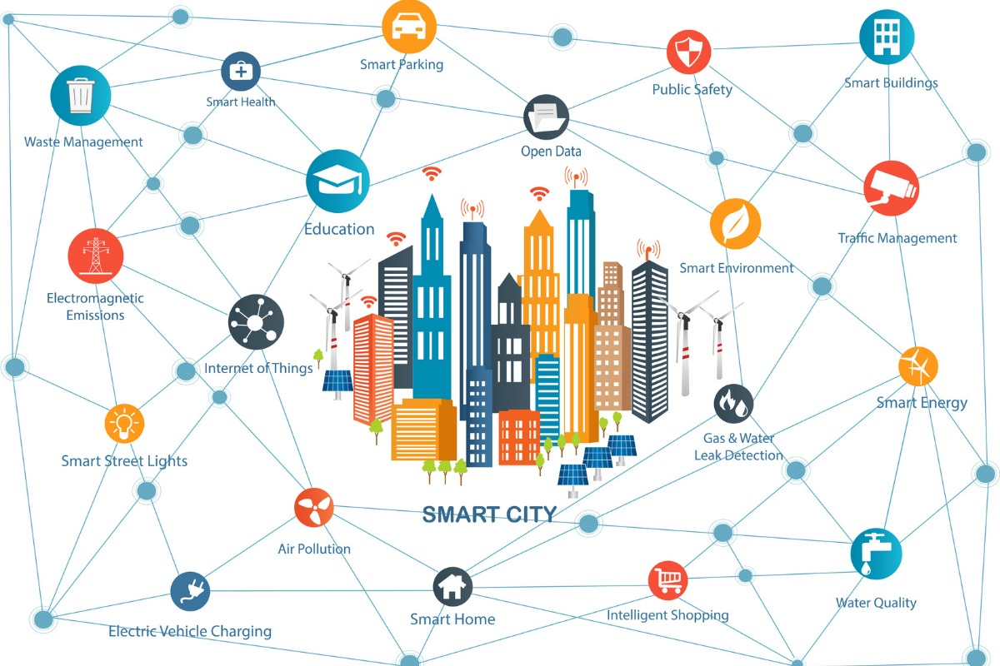 Smart Parking
Smart Health
Public Safety
Smart Buildings
Waste Management
Open Data
Education
Traffic Management
Smart Environment
Electromagnetic
Emissions
Internet of Things
Smart Energy
Smart Street Lights
Gas & Water
Leak Detection
SMART CITY
Air Pollution
Water Quality
Smart Home
Intelligent Shopping
Electric Vehicle Charging